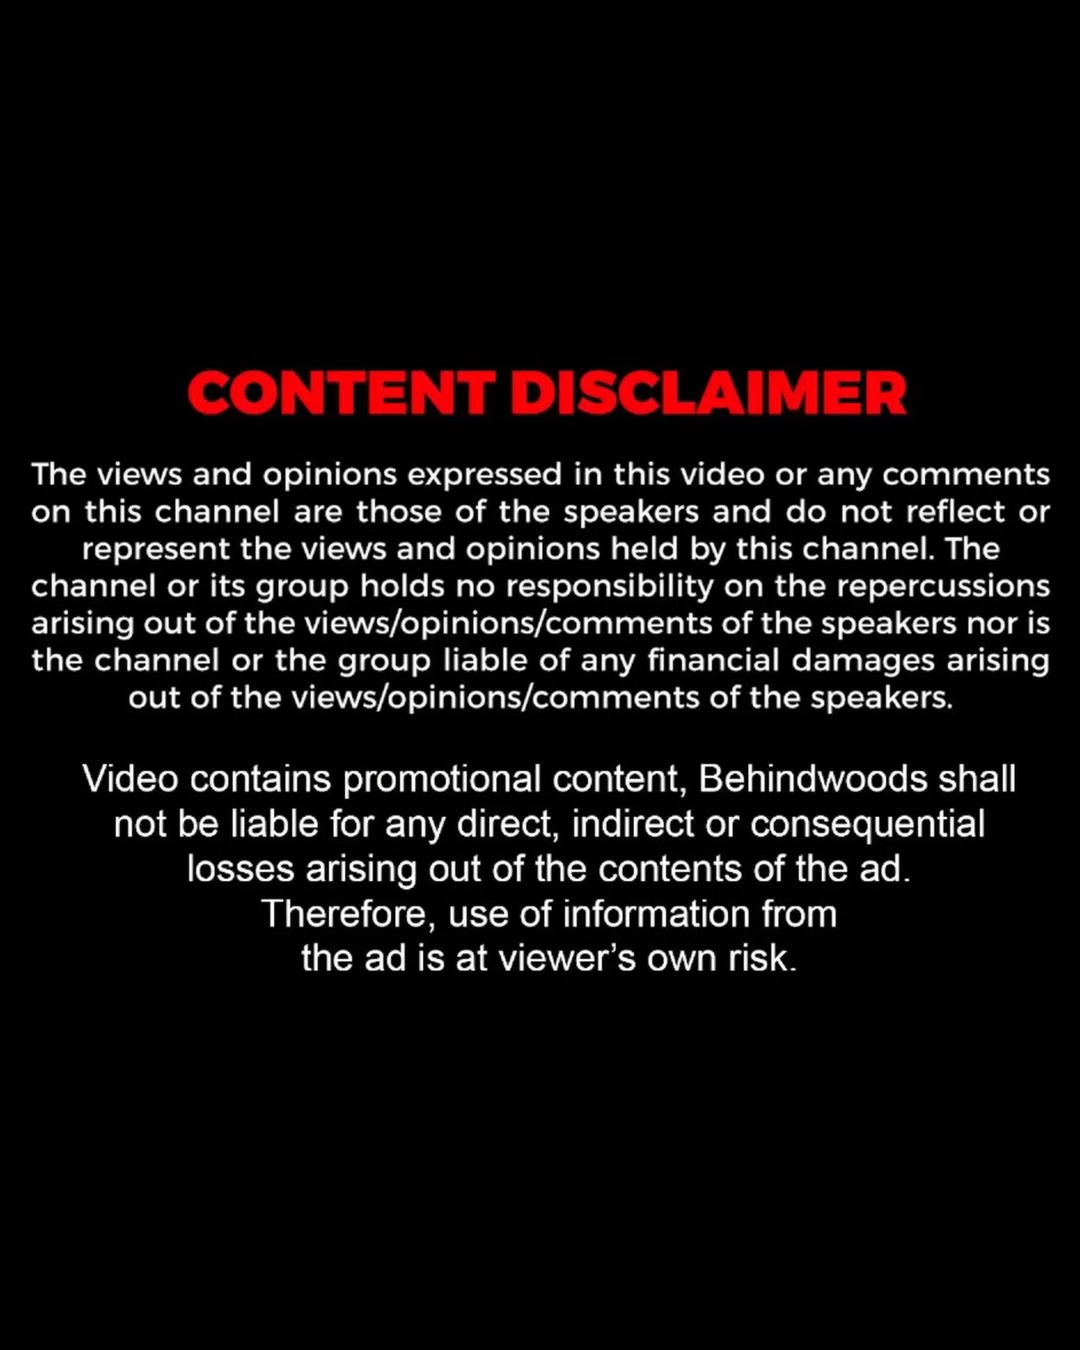 CONTENT DISCLAIMER
The views and opinions expressed in this video or any comments
on this channel are those of the speakers and do not reflect or
represent the views and opinions held by this channel. The
channel or its group holds no responsibility on the repercussions
arising out of the views/opinions/comments of the speakers nor is
the channel or the group liable of any financial damages arising
out of the views/opinions/comments of the speakers.
Video contains promotional content, Behindwoods shall
not be liable for any direct, indirect or consequential
losses arising out of the contents of the ad.
Therefore, use of information from
the ad is at viewer’s own risk.